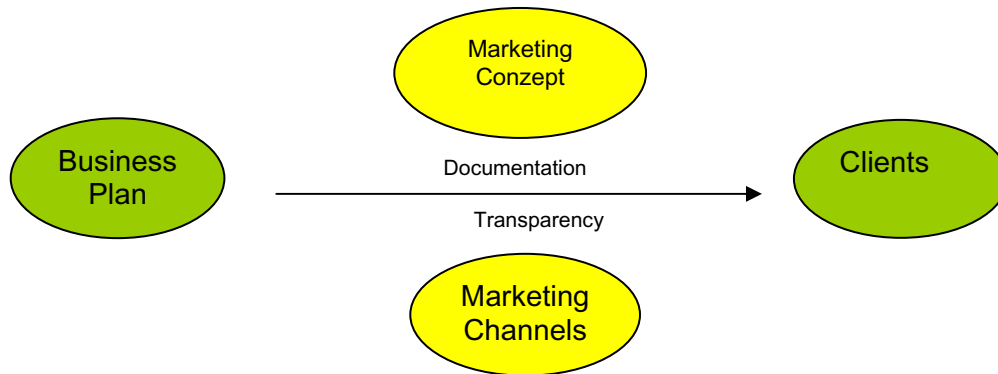 Marketing
Conzept
Business
Plan
Documentation
Clients
Transparency
Marketing
Channels